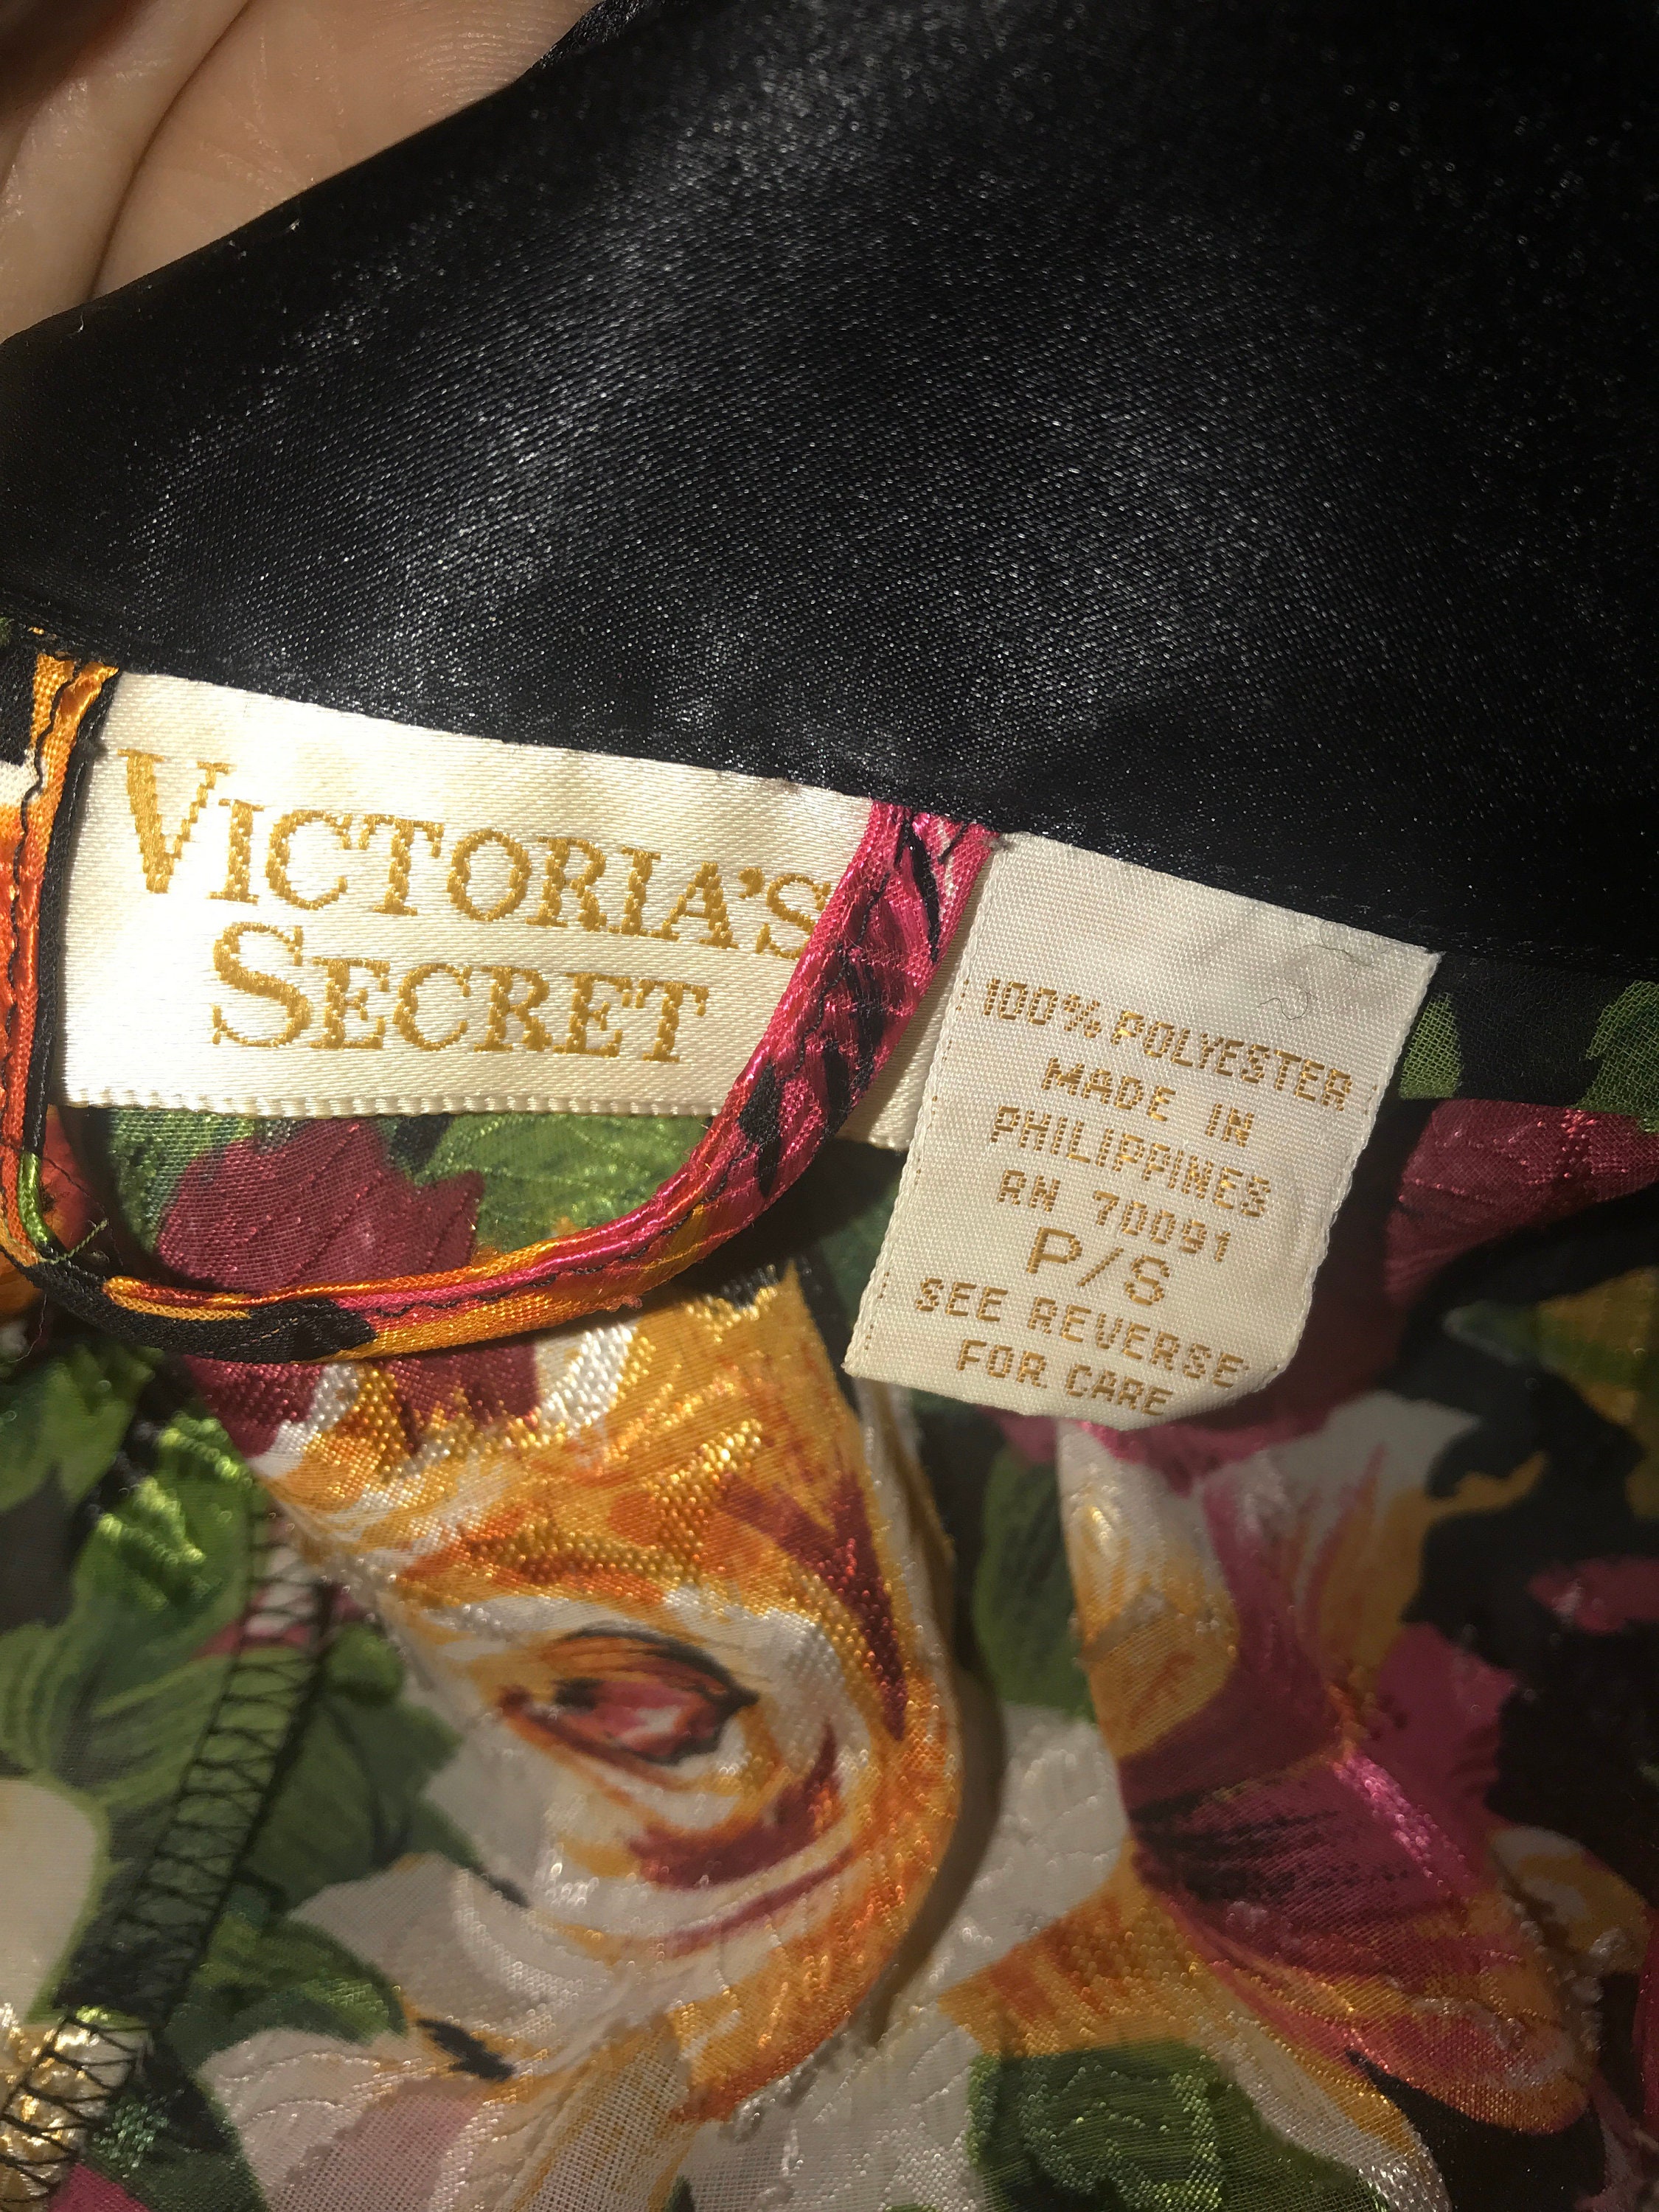 VICTORIA'S
SECRET
100% POLYESTER
MADE IN
PHILIPPINES
RN 70091
P/S
SEE REVERSE
FOR CARE